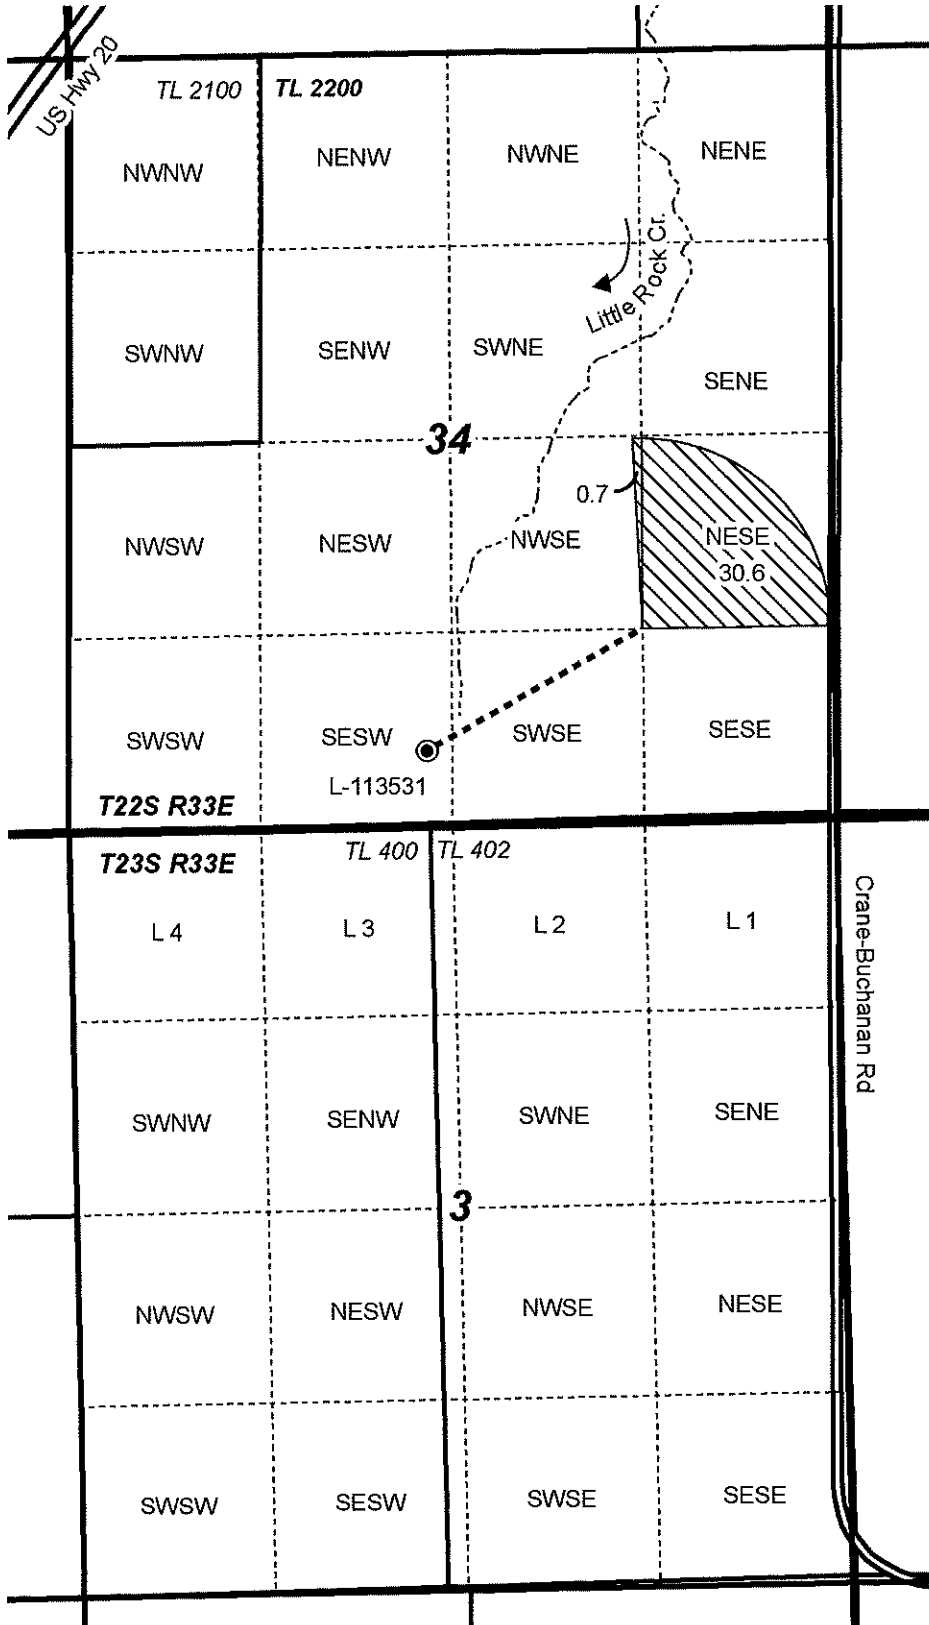 US Hwy 20
TL 2100 TL 2200
NWNW NENW NWNE NENE
Little Rock Cr.
SWNW SENW SWNE SENE
34
0.7
NWSW NESW NWSE NESE
30.6
SWSW SESW SWSE SESE
L-113531
T22S R33E
T23S R33E
TL 400 TL 402
L 4 L 3 L 2 L 1
Crane-Buchanan Rd
SWNW SENW SWNE SENE
3
NWSW NESW NWSE NESE
SWSW SESW SWSE SESE